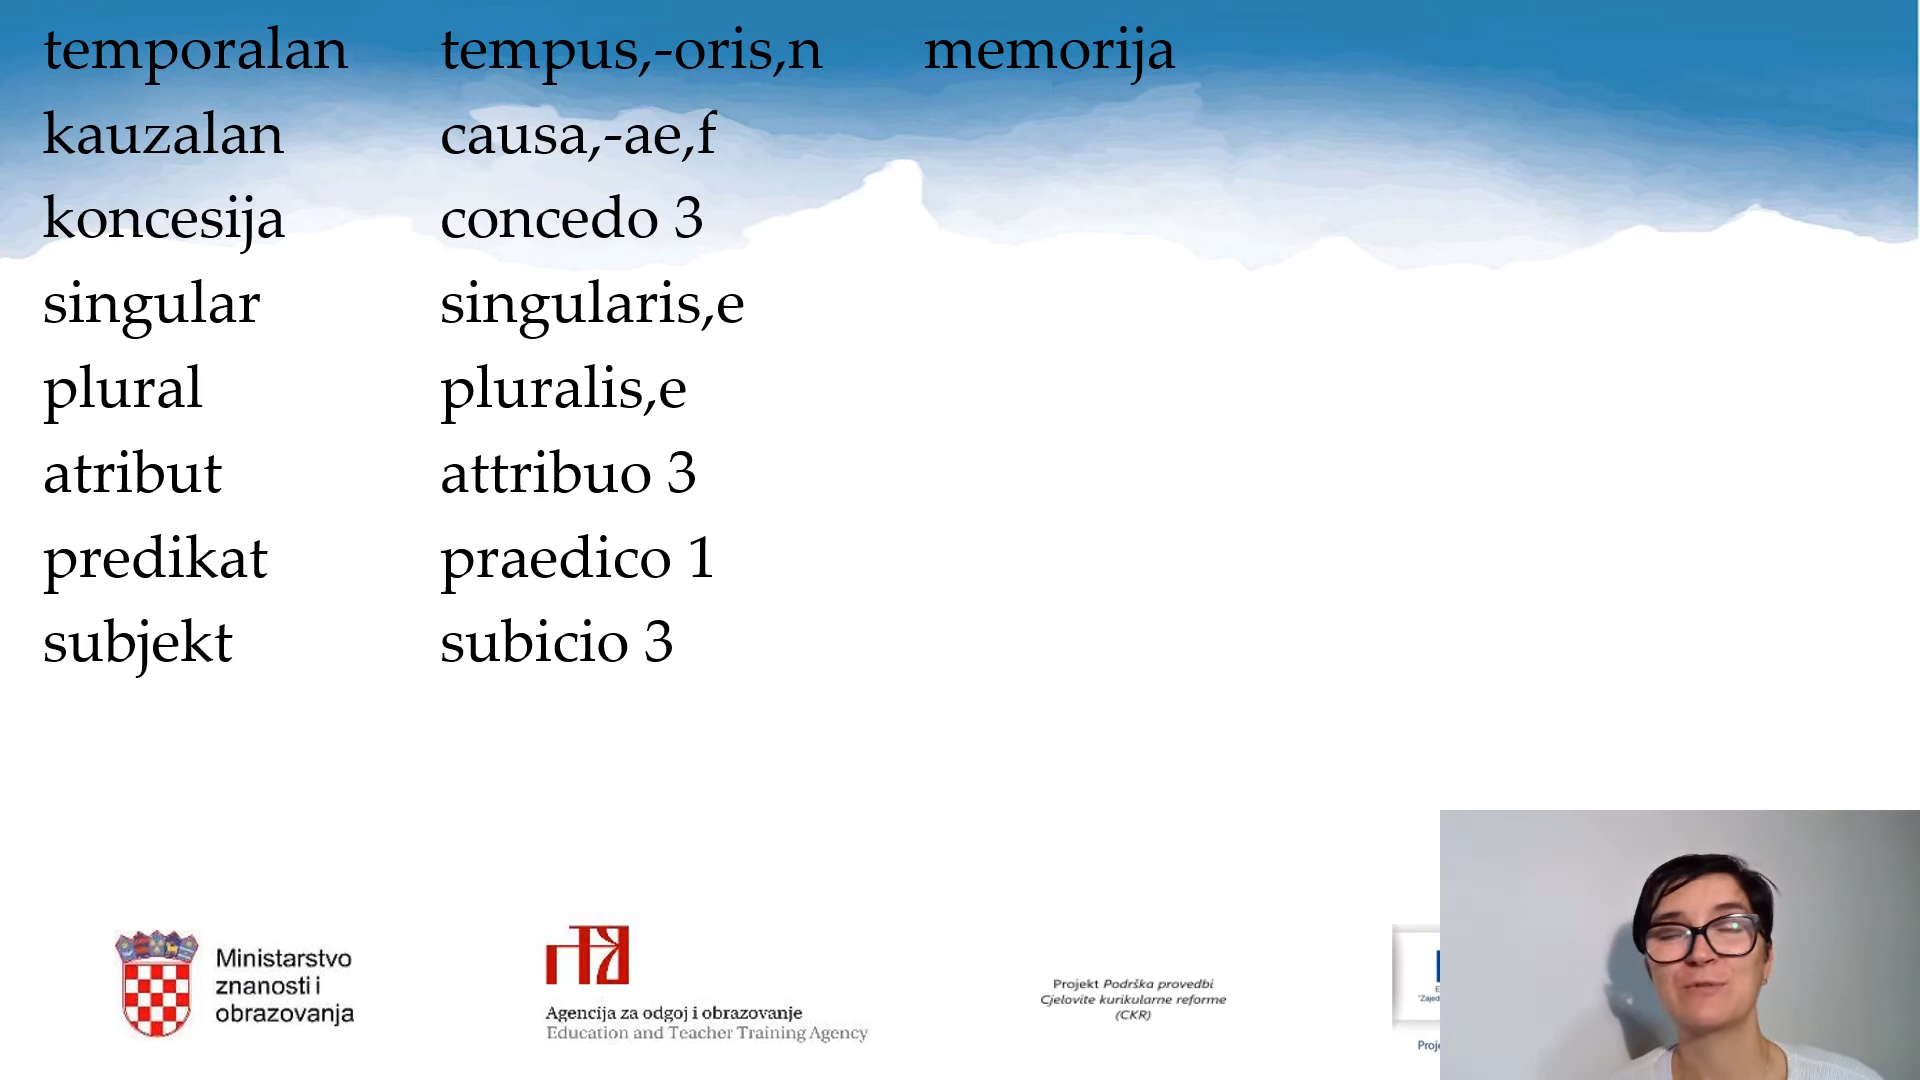 temporalan tempus,-oris,n memorija
kauzalan causa,-ae,f
koncesija concedo 3
singular singularis,e
plural pluralis,e
atribut attribuo 3
predikat praedico 1
subjekt subicio 3
Ministarstvo
znanosti i
obrazovanja
Agencija za odgoj i obrazovanje
Education and Teacher Training Agency
Projekt Podrška provedbi
Cjelovite kurikularne reforme
(CKR)